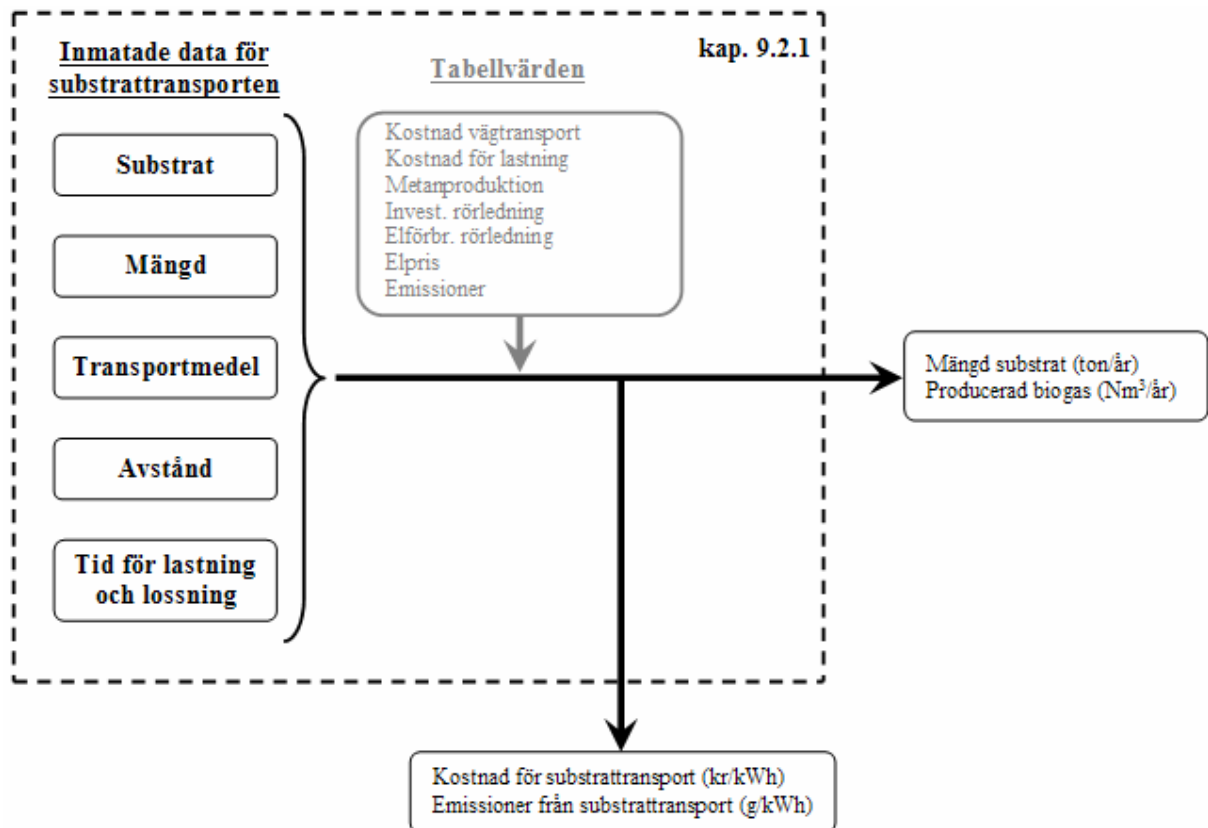 Inmatade data för
substrattransporten
Substrat
Mängd
Transportmedel
Avstånd
Tid för lastning
och lossning
Tabellvärden
kap. 9.2.1
Kostnad vägtransport
Kostnad för lastning
Metanproduktion
Invest. rörledning
Elförbr. rörledning
Elpris
Emissioner
Mängd substrat (ton/år)
Producerad biogas (Nm³/år)
Kostnad för substrattransport (kr/kWh)
Emissioner från substrattransport (g/kWh)